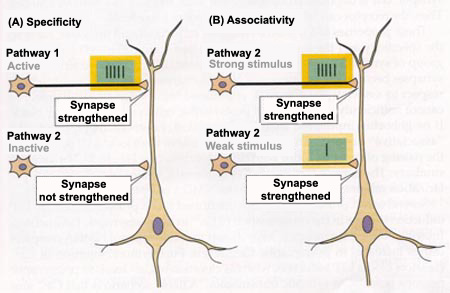 (A) Specificity
Pathway 1
Active
Synapse
strengthened
Pathway 2
Inactive
Synapse
not strengthened
(B) Associativity
Pathway 2
Strong stimulus
Synapse
strengthened
Pathway 2
Weak stimulus
Synapse
strengthened